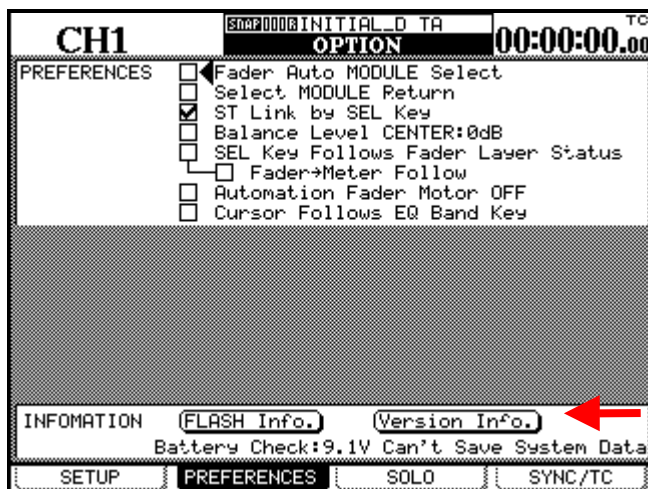 CH1
SNAP000R INITIAL_D TA
OPTION
TC
00:00:00.00
PREFERENCES
Fader Auto MODULE Select
Select MODULE Return
ST Link by SEL Key
Balance Level CENTER:0dB
SEL Key Follows Fader Layer Status
Fader→Meter Follow
Automation Fader Motor OFF
Cursor Follows EQ Band Key
INFOMATION
FLASH Info.
Version Info.
Battery Check:9.1V Can't Save System Data
SETUP
PREFERENCES
SOLO
SYNC/TC